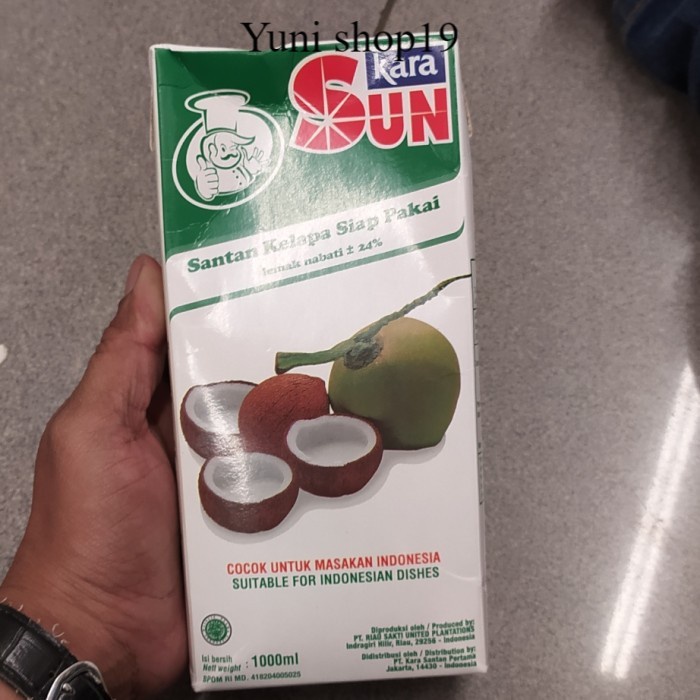 Yuni shop19
kara
SUN
Santan Kelapa Siap Pakai
lemak nabati ± 24%
COCOK UNTUK MASAKAN INDONESIA
SUITABLE FOR INDONESIAN DISHES
Diproduksi oleh / Produced by:
PT. RIAU SAKTI UNITED PLANTATIONS
Indragiri Hilir, Riau, 29256 - Indonesia
Didistribusi oleh / Distribution by:
PT. Kara Santan Pertama
Jakarta, 14430 - Indonesia
Isi bersih
Nett weight : 1000ml
BPOM RI MD. 418204005025